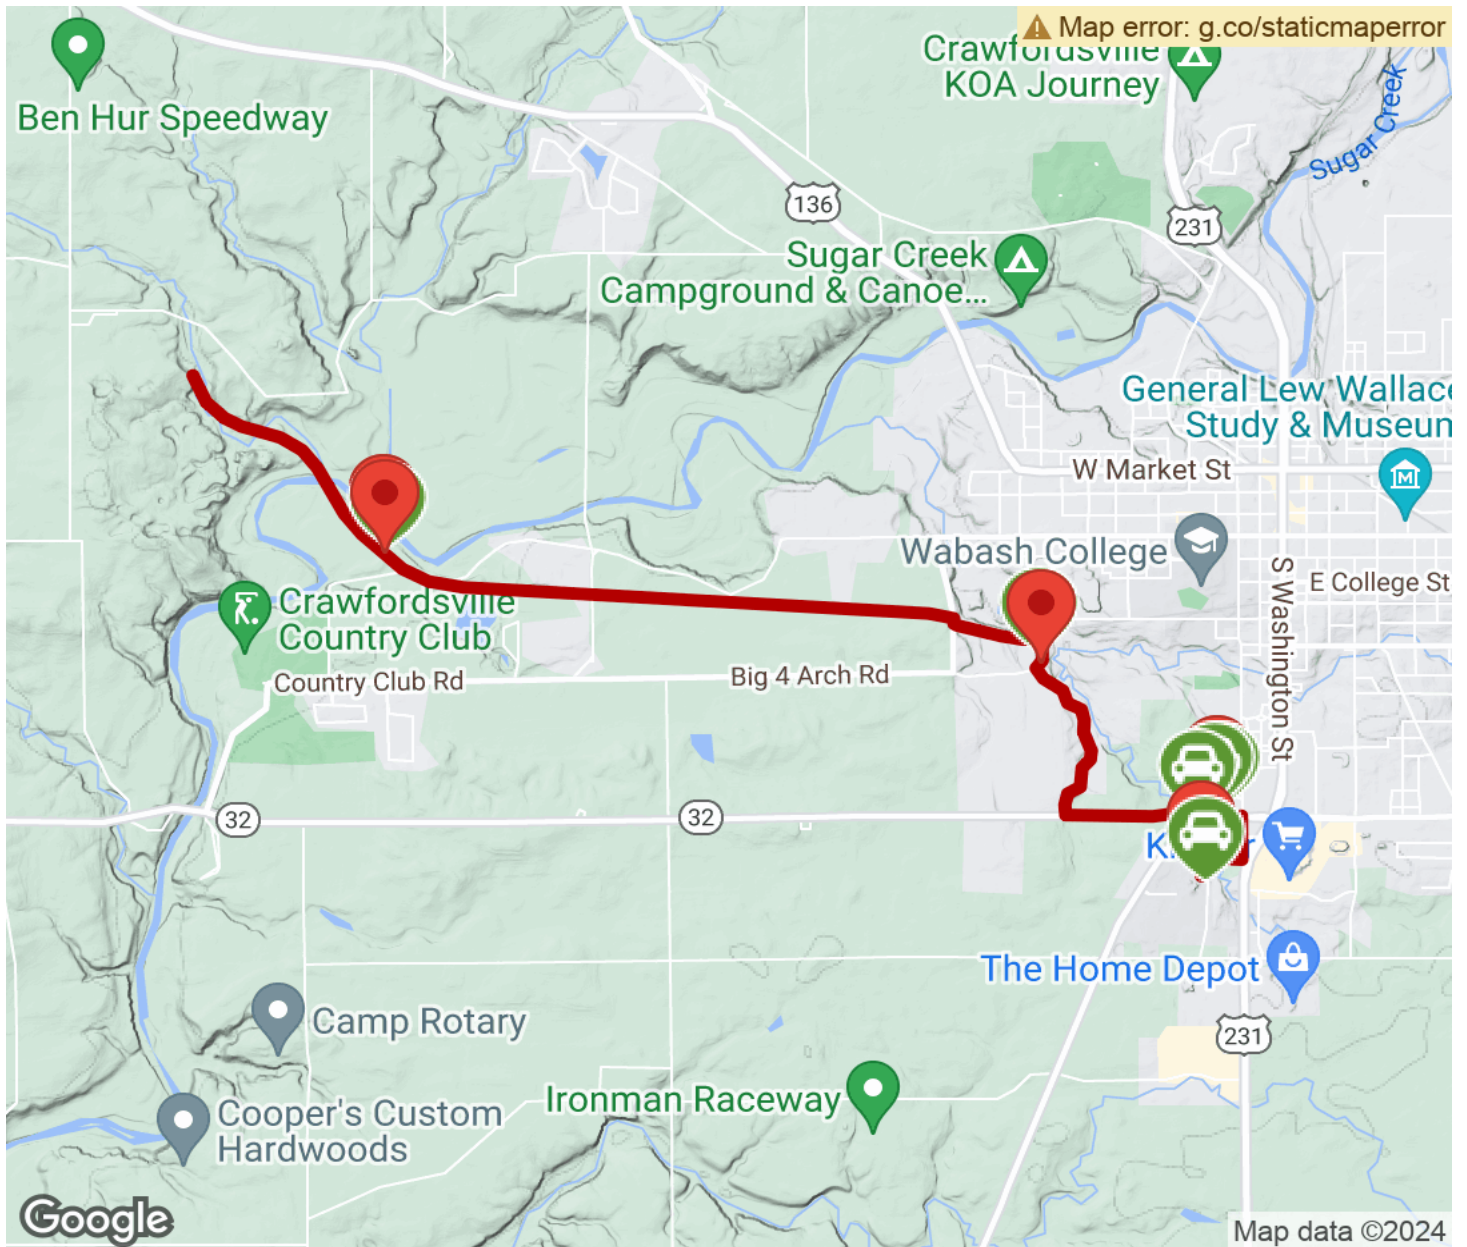 Map error: g.co/staticmaperror
Crawfordsville
KOA Journey
Ben Hur Speedway
Sugar Creek
136
231
Sugar Creek
Campground & Canoe...
General Lew Wallace
Study & Museum
W Market St
Wabash College
E College St
S Washington St
Crawfordsville
Country Club
Country Club Rd
Big 4 Arch Rd
32
32
The Home Depot
Camp Rotary
231
Ironman Raceway
Cooper's Custom
Hardwoods
Google
Map data ©2024